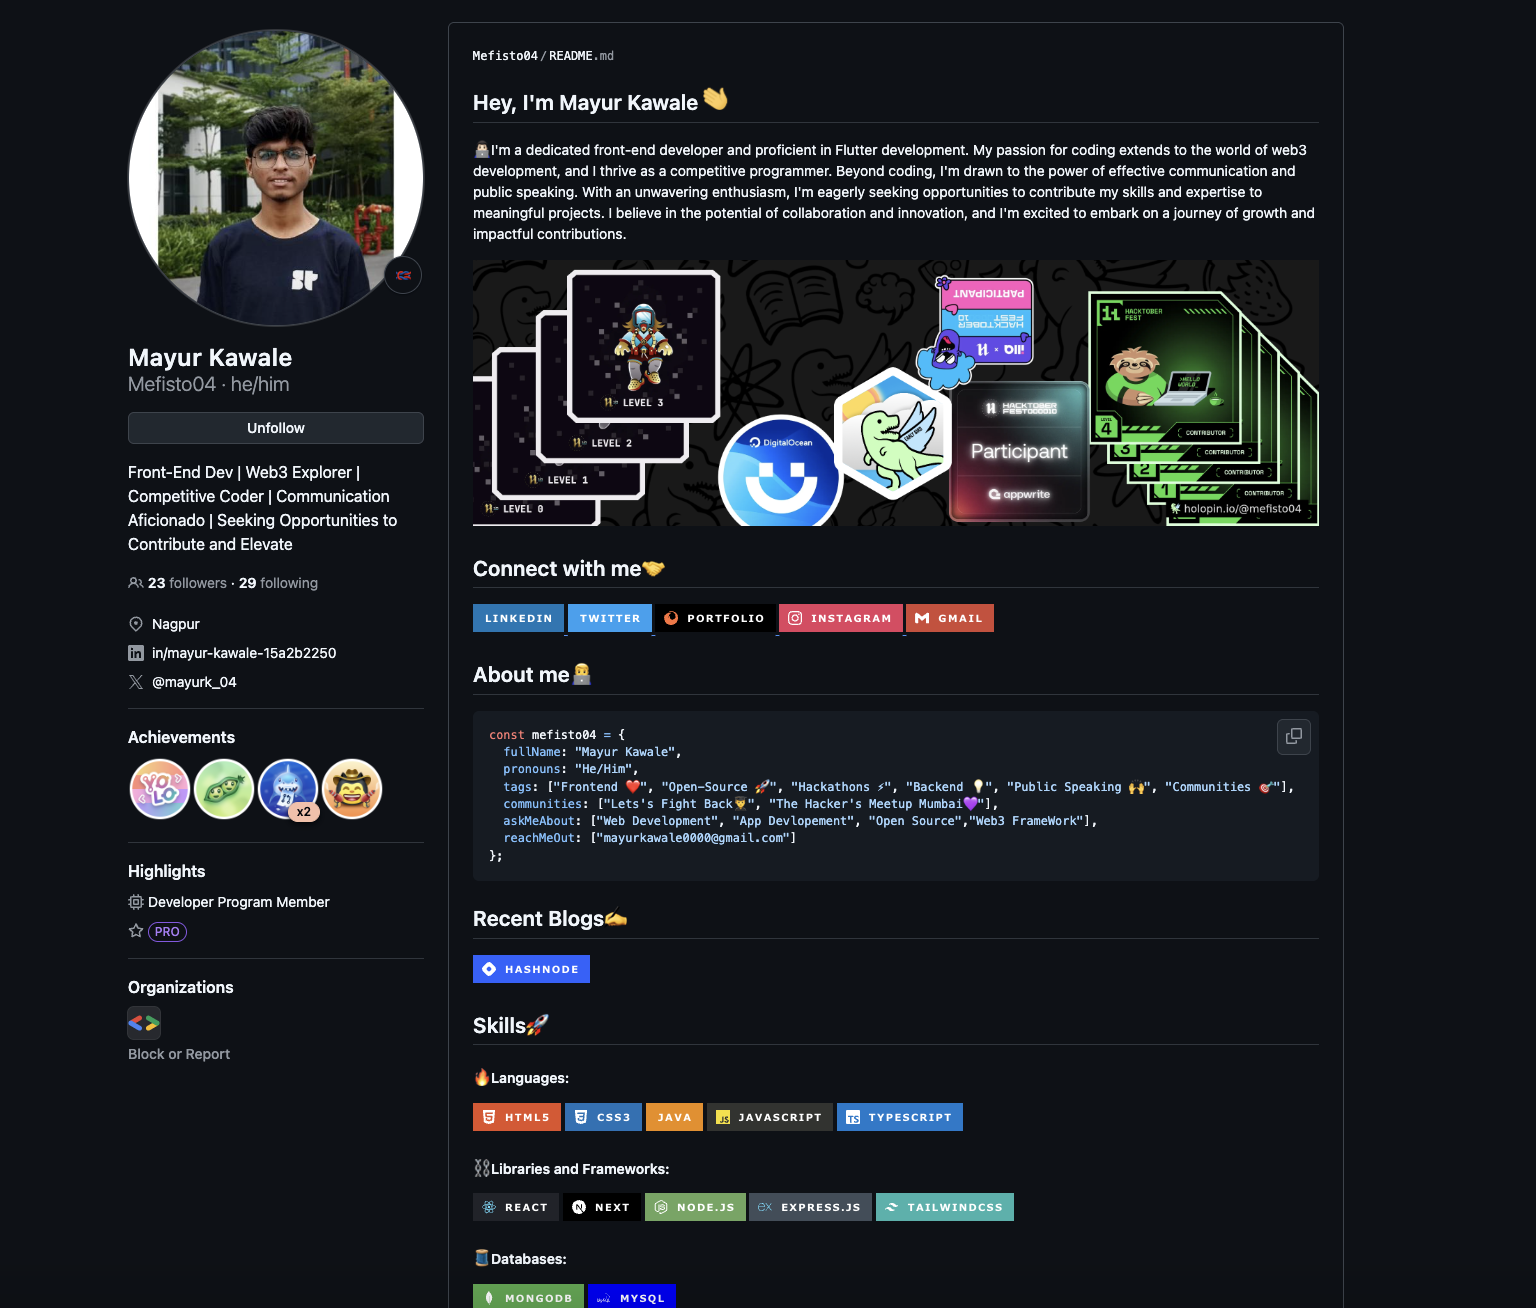 Mayur Kawale
Mefisto04 · he/him
Unfollow
Front-End Dev | Web3 Explorer |
Competitive Coder | Communication
Aficionado | Seeking Opportunities to
Contribute and Elevate
23 followers · 29 following
Nagpur
in/mayur-kawale-15a2b2250
@mayurk_04
Achievements
YOLO
x2
Highlights
Developer Program Member
PRO
Organizations
Block or Report
Mefisto04/README.md
Hey, I'm Mayur Kawale 👋
👨🏻‍💻I'm a dedicated front-end developer and proficient in Flutter development. My passion for coding extends to the world of web3
development, and I thrive as a competitive programmer. Beyond coding, I'm drawn to the power of effective communication and
public speaking. With an unwavering enthusiasm, I'm eagerly seeking opportunities to contribute my skills and expertise to
meaningful projects. I believe in the potential of collaboration and innovation, and I'm excited to embark on a journey of growth and
impactful contributions.
LEVEL 3
LEVEL 2
LEVEL 1
LEVEL 0
DigitalOcean
PARTICIPANT
HACKTOBER
FEST
10
HACKTOBER
FEST
Participant
appwrite
HACKTOBER
FEST
>HELLO
WORLD_
LEVEL
4
CONTRIBUTOR
3
CONTRIBUTOR
2
CONTRIBUTOR
1
CONTRIBUTOR
holopin.io/@mefisto04
Connect with me🤝
LINKEDIN
TWITTER
PORTFOLIO
INSTAGRAM
GMAIL
About me👨‍💻
const mefisto04 = {
fullName: "Mayur Kawale",
pronouns: "He/Him",
tags: ["Frontend ❤️", "Open-Source 🚀", "Hackathons ⚡", "Backend 💡", "Public Speaking 🙌", "Communities 🎯"],
communities: ["Lets's Fight Back👨‍🎓", "The Hacker's Meetup Mumbai💜"],
askMeAbout: ["Web Development", "App Devlopement", "Open Source","Web3 FrameWork"],
reachMeOut: ["mayurkawale0000@gmail.com"]
};
Recent Blogs✍️
HASHNODE
Skills🚀
🔥Languages:
HTML5
CSS3
JAVA
JS JAVASCRIPT
TS TYPESCRIPT
⛓️Libraries and Frameworks:
REACT
N NEXT
NODE.JS
ex EXPRESS.JS
TAILWINDCSS
🧵Databases:
MONGODB
MYSQL